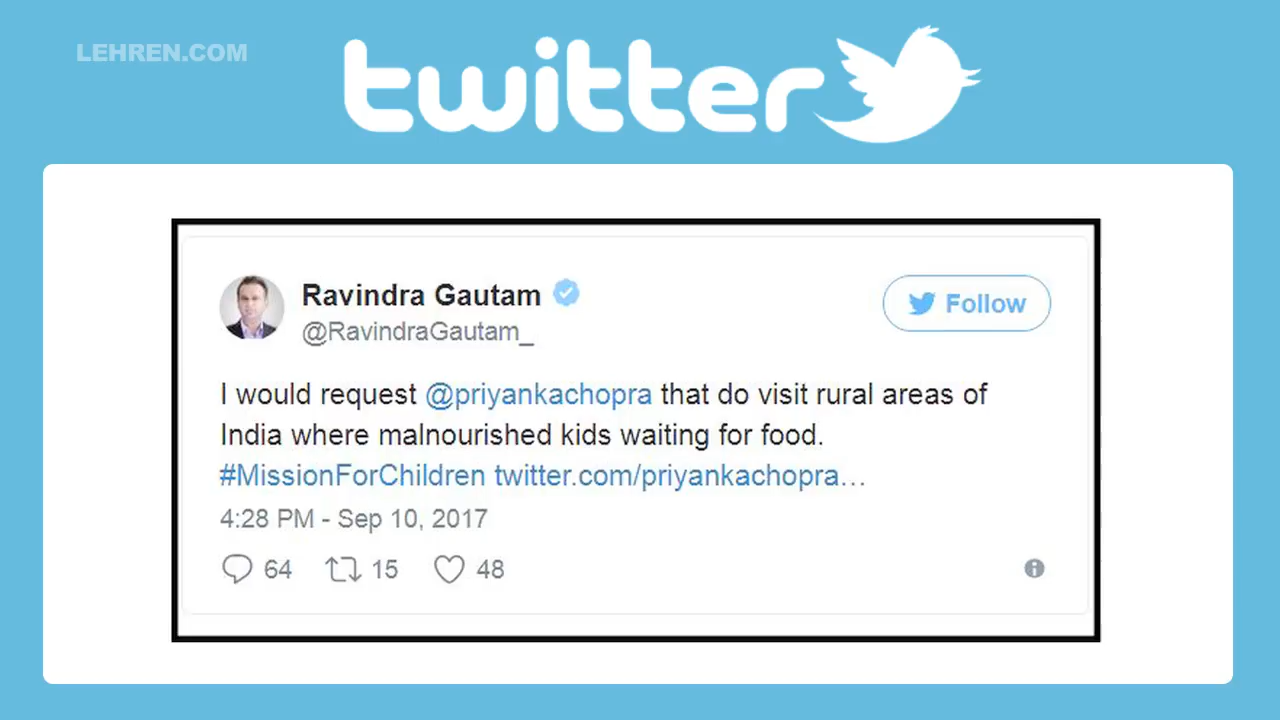 LEHREN.COM
twitter
Ravindra Gautam
Follow
@RavindraGautam_
I would request @priyankachopra that do visit rural areas of
India where malnourished kids waiting for food.
#MissionForChildren twitter.com/priyankachopra…
4:28 PM - Sep 10, 2017
64 15 48